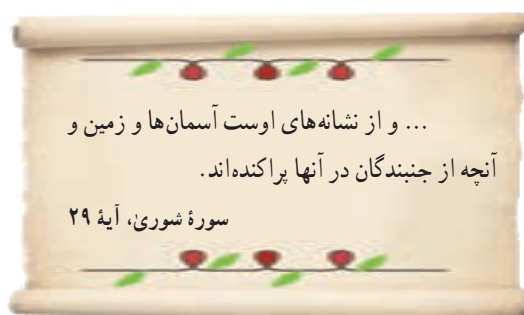 ... و از نشانه‌های اوست آسمان‌ها و زمین و
آنچه از جنبندگان در آنها پراکنده‌اند.
سورهٔ شوریٰ، آیهٔ ۲۹